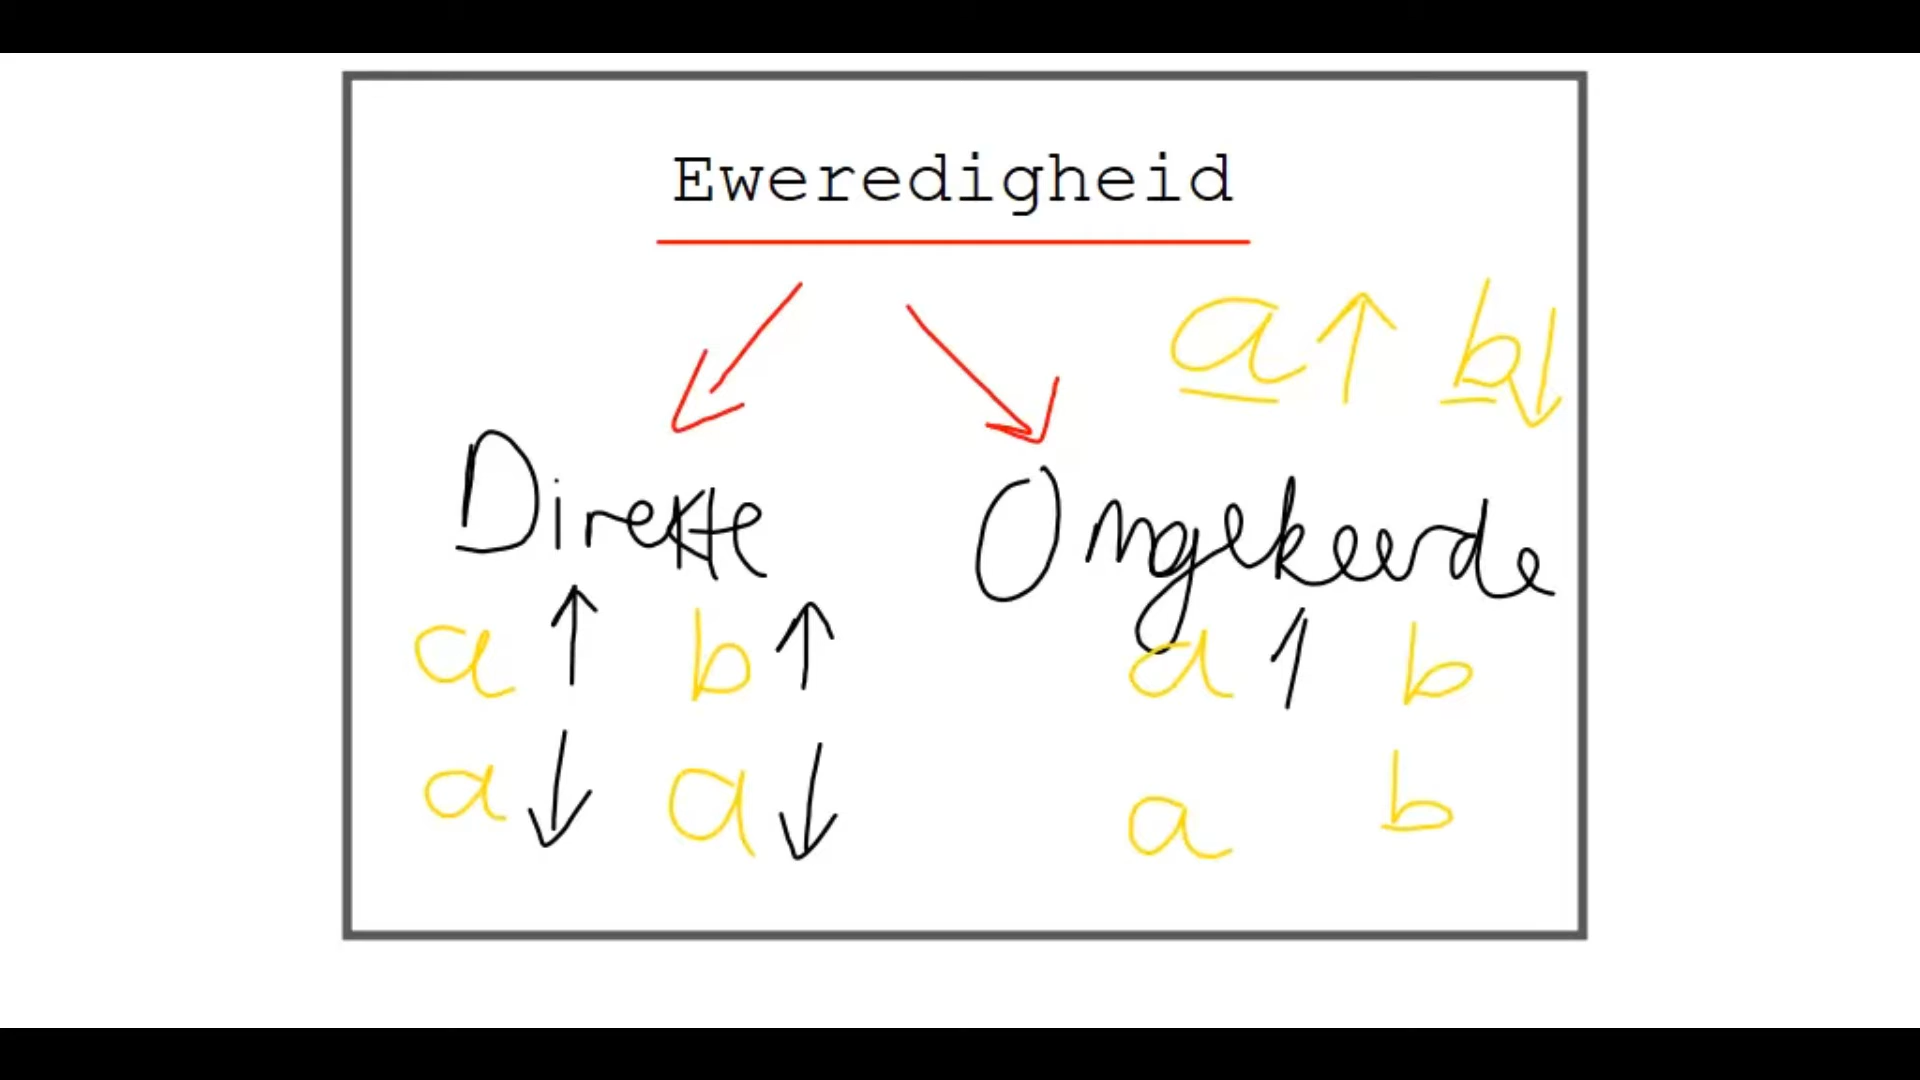 Eweredigheid
a ↑ b ↓
Direkte Omgekeerde
a ↑ b ↑ a ↑ b
a ↓ a ↓ a b